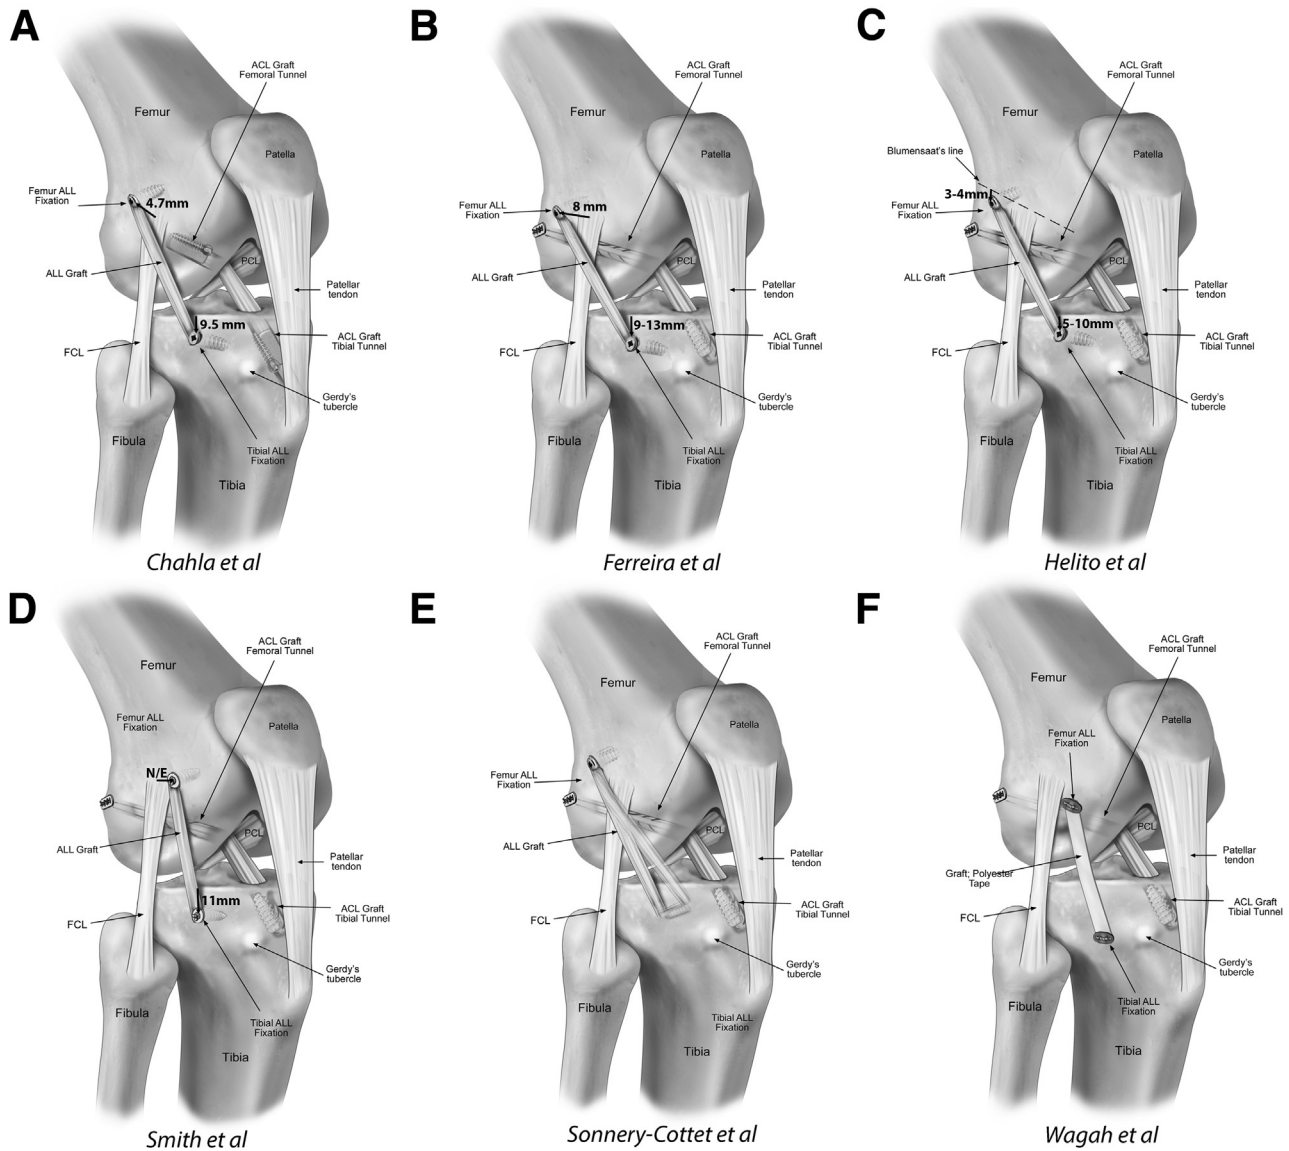 A
ACL Graft
Femoral Tunnel
Femur
Patella
Femur ALL
Fixation
4.7mm
PCL
ALL Graft
Patellar
tendon
9.5 mm
ACL Graft
Tibial Tunnel
FCL
Gerdy's
tubercle
Fibula
Tibial ALL
Fixation
Tibia
Chahla et al
B
ACL Graft
Femoral Tunnel
Femur
Patella
Femur ALL
Fixation
8 mm
PCL
ALL Graft
Patellar
tendon
9-13mm
ACL Graft
Tibial Tunnel
FCL
Gerdy's
tubercle
Fibula
Tibial ALL
Fixation
Tibia
Ferreira et al
C
ACL Graft
Femoral Tunnel
Femur
Blumensaat's line
Patella
3-4mm
Femur ALL
Fixation
PCL
ALL Graft
Patellar
tendon
5-10mm
ACL Graft
Tibial Tunnel
FCL
Gerdy's
tubercle
Fibula
Tibial ALL
Fixation
Tibia
Helito et al
D
ACL Graft
Femoral Tunnel
Femur
Femur ALL
Fixation
Patella
N/E
PCL
ALL Graft
Patellar
tendon
11mm
ACL Graft
Tibial Tunnel
FCL
Gerdy's
tubercle
Fibula
Tibial ALL
Fixation
Tibia
Smith et al
E
ACL Graft
Femoral Tunnel
Femur
Patella
Femur ALL
Fixation
PCL
ALL Graft
Patellar
tendon
ACL Graft
Tibial Tunnel
FCL
Gerdy's
tubercle
Fibula
Tibial ALL
Fixation
Tibia
Sonnery-Cottet et al
F
ACL Graft
Femoral Tunnel
Femur
Patella
Femur ALL
Fixation
PCL
Graft; Polyester
Tape
Patellar
tendon
ACL Graft
Tibial Tunnel
FCL
Gerdy's
tubercle
Fibula
Tibial ALL
Fixation
Tibia
Wagah et al